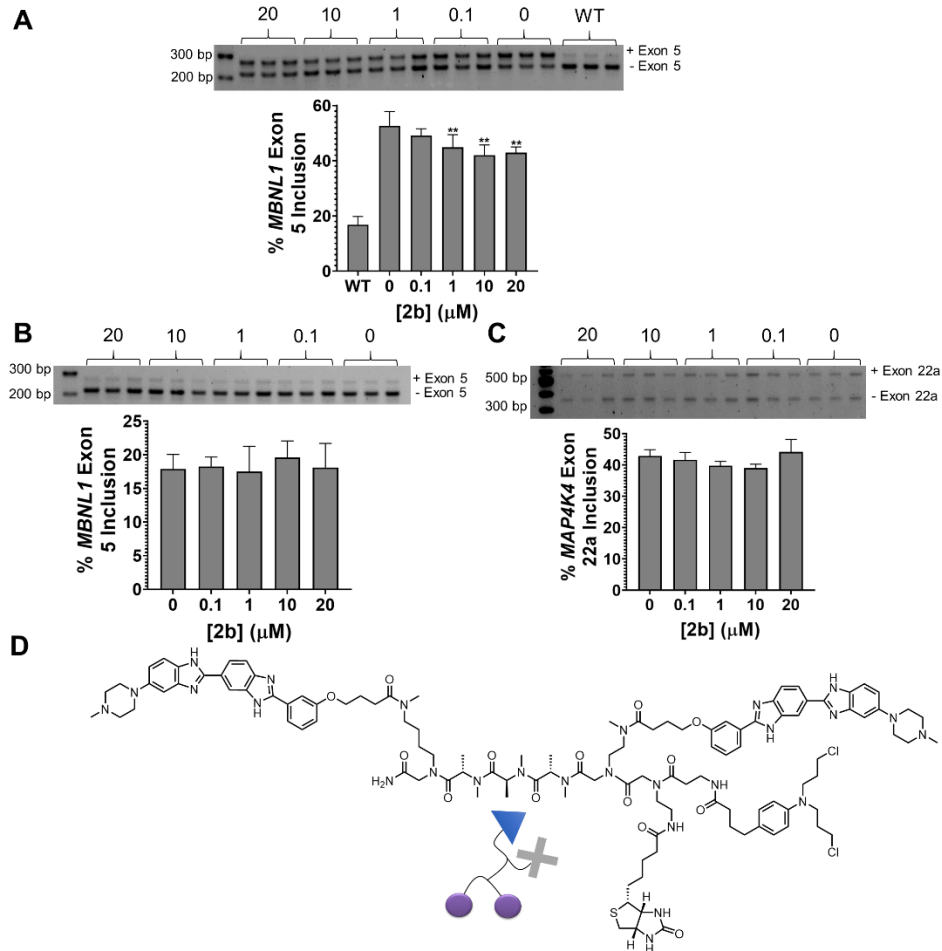 A
20 10 1 0.1 0 WT
300 bp
200 bp
+ Exon 5
- Exon 5
% MBNL1 Exon
5 Inclusion
60
40
20
0
WT 0 0.1 1 10 20
** ** **
[2b] (μM)
B
20 10 1 0.1 0
300 bp
200 bp
+ Exon 5
- Exon 5
% MBNL1 Exon
5 Inclusion
25
20
15
10
5
0
0 0.1 1 10 20
[2b] (μM)
C
20 10 1 0.1 0
500 bp
300 bp
+ Exon 22a
- Exon 22a
% MAP4K4 Exon
22a Inclusion
50
40
30
20
10
0
0 0.1 1 10 20
[2b] (μM)
D
H
N
N
N
N
N
H
N
O
O
N
H₂N
O
N
O
N
O
N
O
N
O
N
O
N
O
N
O
N
O
O
N
N
H
H
N
N
N
N
H
N
O
N
Cl
Cl
NH
O
S
NH
N
H
O